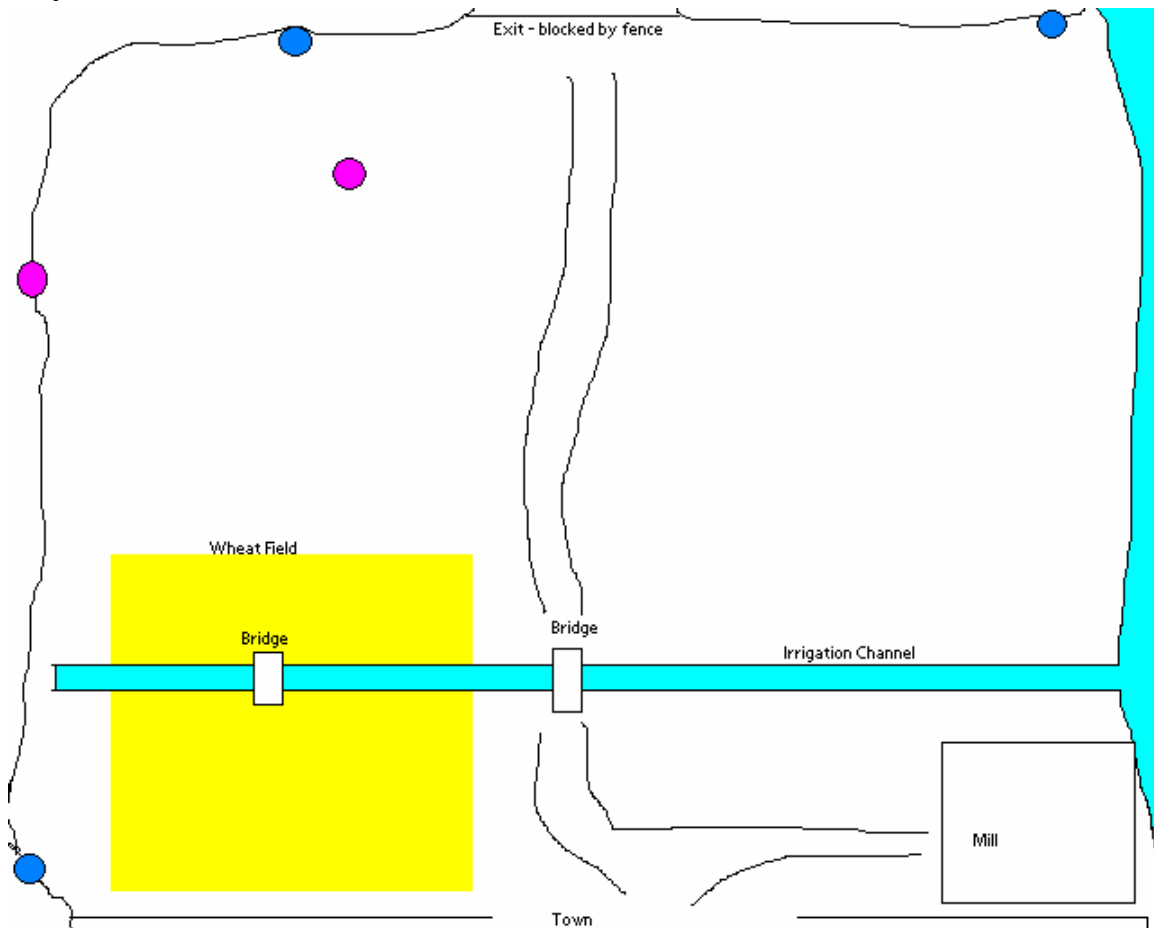 Exit - blocked by fence
Wheat Field
Bridge
Bridge
Irrigation Channel
Mill
Town